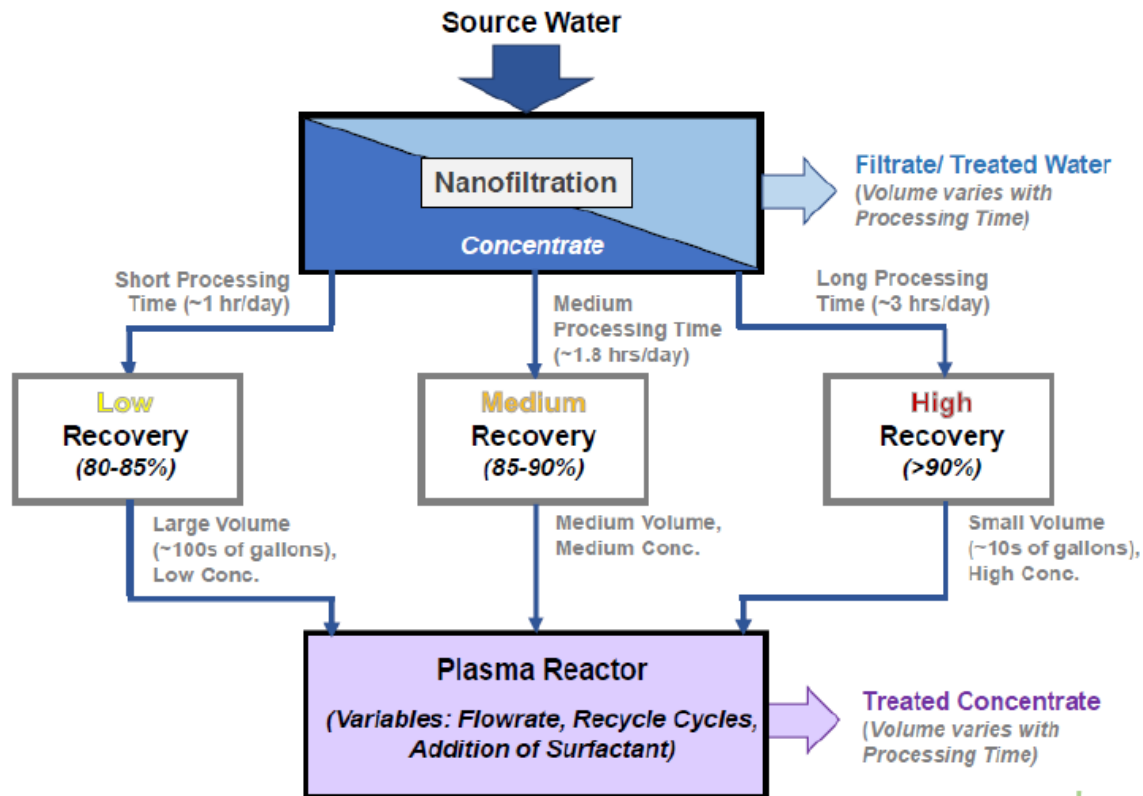 Source Water
Nanofiltration
Concentrate
Filtrate/ Treated Water
(Volume varies with
Processing Time)
Short Processing
Time (~1 hr/day)
Medium
Processing Time
(~1.8 hrs/day)
Long Processing
Time (~3 hrs/day)
Low
Recovery
(80-85%)
Medium
Recovery
(85-90%)
High
Recovery
(>90%)
Large Volume
(~100s of gallons),
Low Conc.
Medium Volume,
Medium Conc.
Small Volume
(~10s of gallons),
High Conc.
Plasma Reactor
(Variables: Flowrate, Recycle Cycles,
Addition of Surfactant)
Treated Concentrate
(Volume varies with
Processing Time)